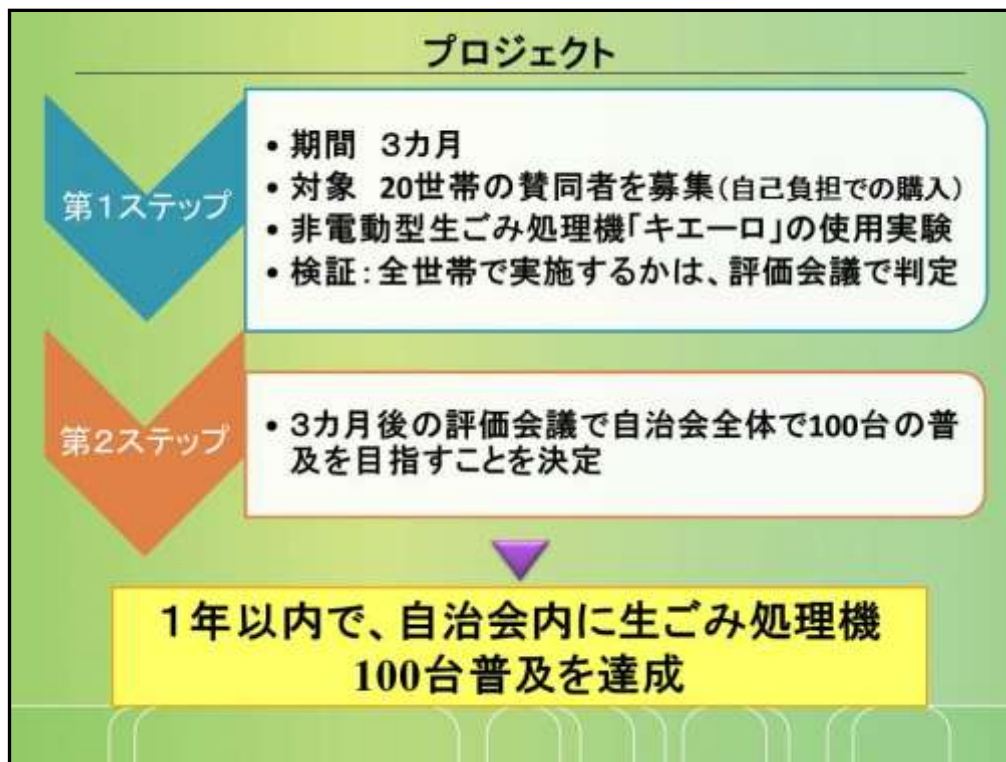 プロジェクト
第1ステップ
• 期間 3カ月
• 対象 20世帯の賛同者を募集(自己負担での購入)
• 非電動型生ごみ処理機「キエーロ」の使用実験
• 検証:全世帯で実施するかは、評価会議で判定
第2ステップ
• 3カ月後の評価会議で自治会全体で100台の普
及を目指すことを決定
1年以内で、自治会内に生ごみ処理機
100台普及を達成